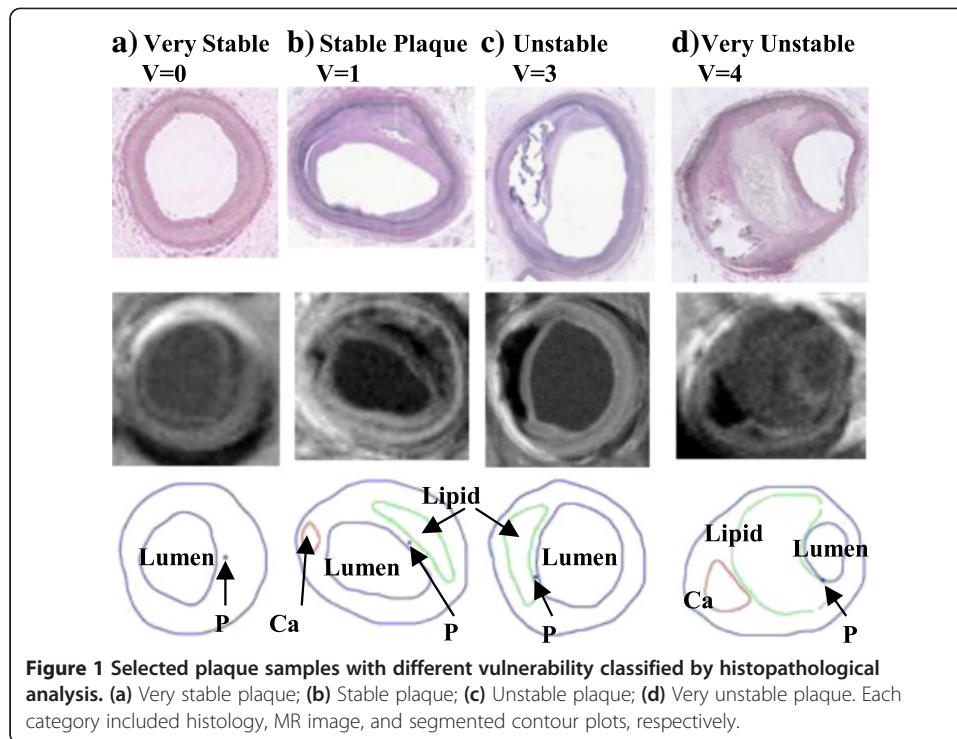 a) Very Stable
V=0
b) Stable Plaque
V=1
c) Unstable
V=3
d) Very Unstable
V=4
Lumen
P
Lipid
Lumen
Ca
P
Lumen
P
Lipid
Lumen
Ca
P
Figure 1 Selected plaque samples with different vulnerability classified by histopathological
analysis. (a) Very stable plaque; (b) Stable plaque; (c) Unstable plaque; (d) Very unstable plaque. Each
category included histology, MR image, and segmented contour plots, respectively.